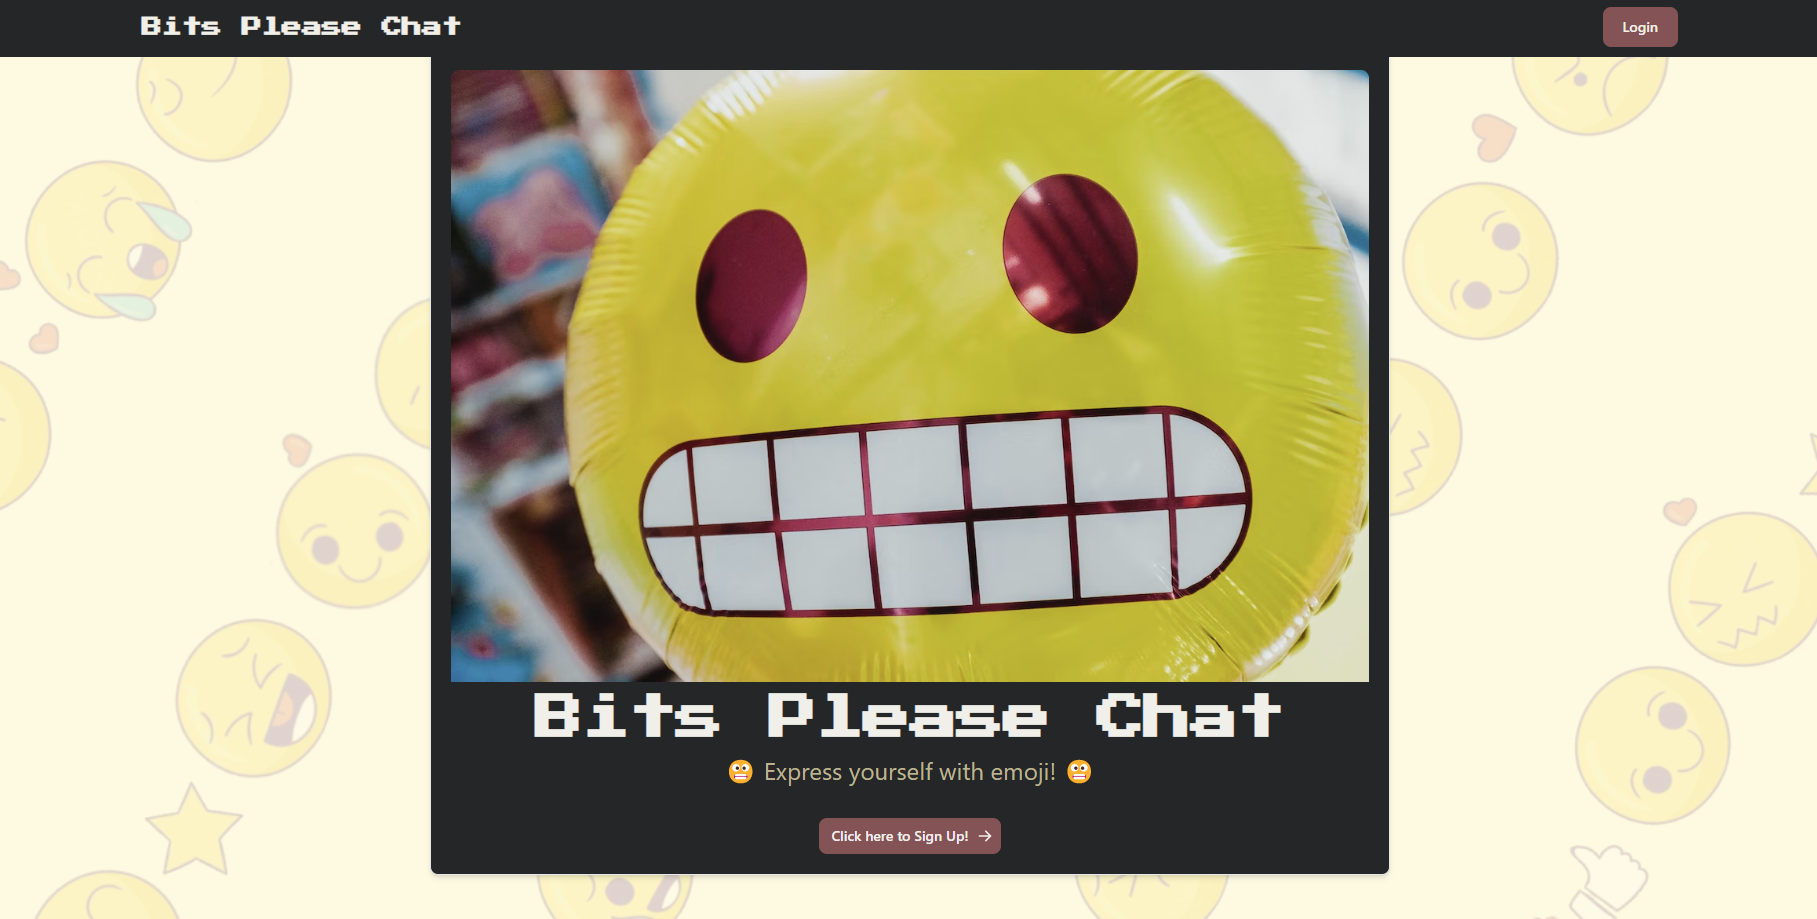 Bits Please Chat
Login
Bits Please Chat
😬 Express yourself with emoji! 😬
Click here to Sign Up! →